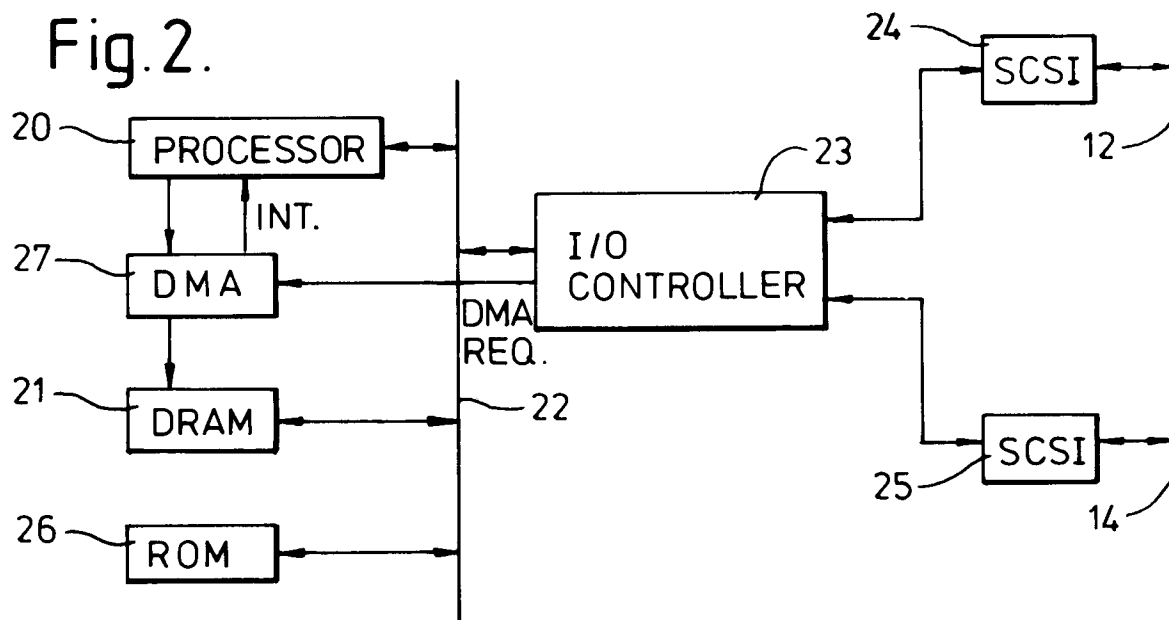 Fig.2.
24
SCSI
12
20
PROCESSOR
23
INT.
27
DMA
I/O
CONTROLLER
DMA
REQ.
21
DRAM
22
SCSI
25
14
26
ROM